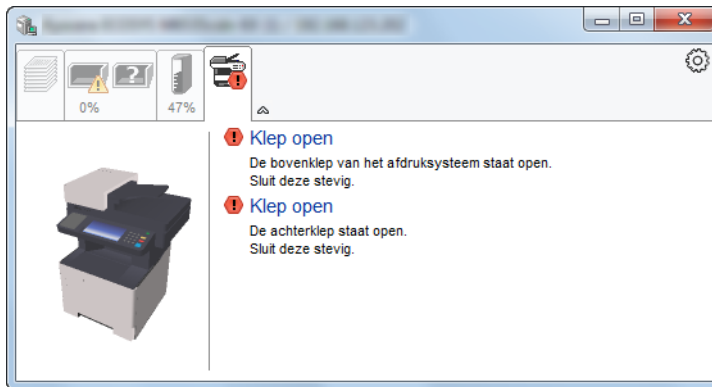 ?
0%
47%
Klep open
De bovenklep van het afdruksysteem staat open.
Sluit deze stevig.
Klep open
De achterklep staat open.
Sluit deze stevig.